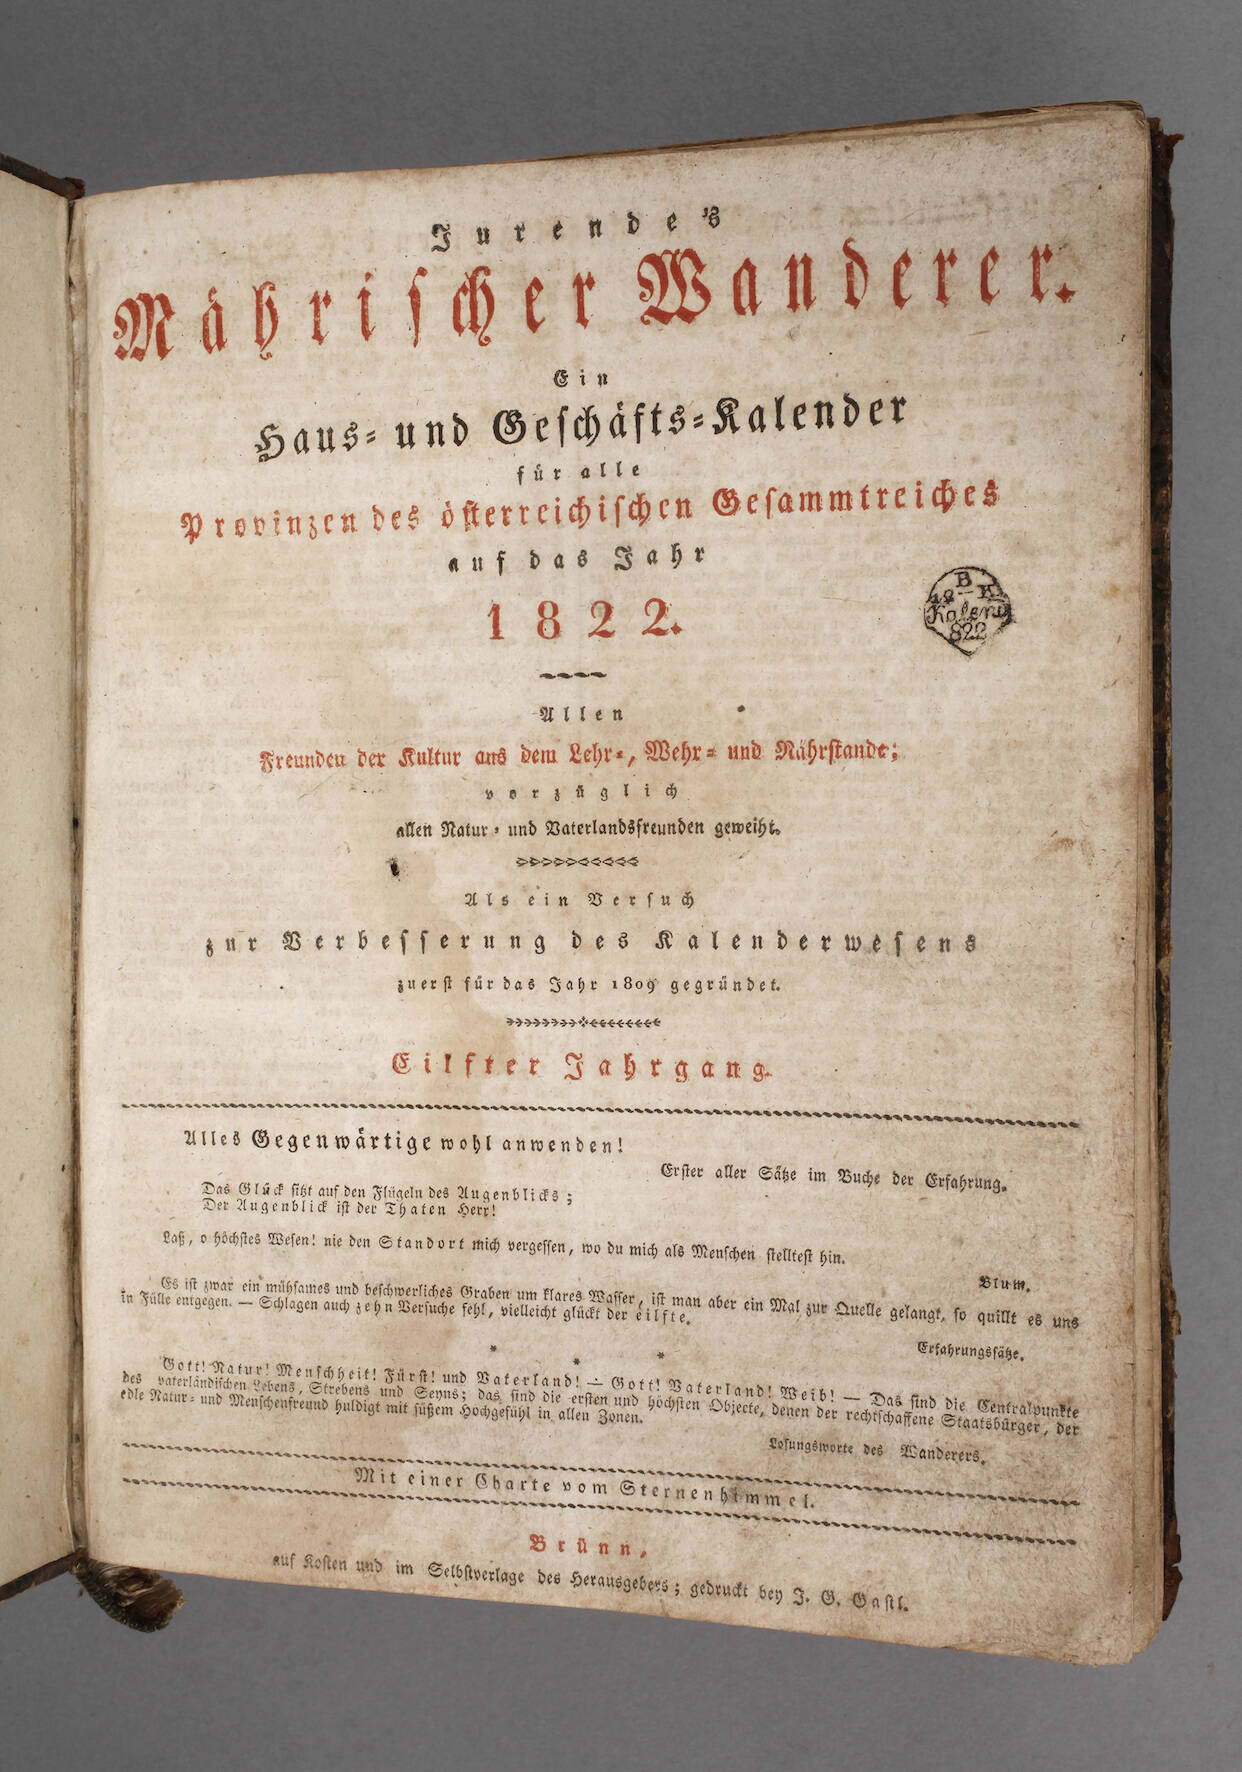 Jurende's
Mährischer Wanderer.
Ein
Haus- und Geschäfts-Kalender
für alle
Provinzen des österreichischen Gesammtreiches
auf das Jahr
1822.
B
12 K
Kalend
822
Allen
Freunden der Kultur aus dem Lehr-, Wehr- und Nährstande;
vorzüglich
allen Natur- und Vaterlandsfreunden geweiht.
Als ein Versuch
zur Verbesserung des Kalenderwesens
zuerst für das Jahr 1809 gegründet.
Eilfter Jahrgang.
Alles Gegenwärtige wohl anwenden!
Erster aller Sätze im Buche der Erfahrung.
Das Glück sitzt auf den Flügeln des Augenblicks;
Der Augenblick ist der Thaten Herr!
Laß, o höchstes Wesen! nie den Standort mich vergessen, wo du mich als Menschen stelltest hin.
Blum.
Es ist zwar ein mühsames und beschwerliches Graben um klares Wasser, ist man aber ein Mal zur Quelle gelangt, so quillt es uns
in Fülle entgegen. — Schlagen auch zehn Versuche fehl, vielleicht glückt der eilfte.
Erfahrungssätze.
* * *
Gott! Natur! Menschheit! Fürst! und Vaterland! — Gott! Vaterland! Weib! — Das sind die Centralpunkte
des vaterländischen Lebens, Strebens und Seyns; das sind die ersten und höchsten Objecte, denen der rechtschaffene Staatsbürger, der
edle Natur- und Menschenfreund huldigt mit süßem Hochgefühl in allen Zonen.
Losungsworte des Wanderers.
Mit einer Charte vom Sternenhimmel.
Brünn,
auf Kosten und im Selbstverlage des Herausgebers; gedruckt bey J. G. Gastl.